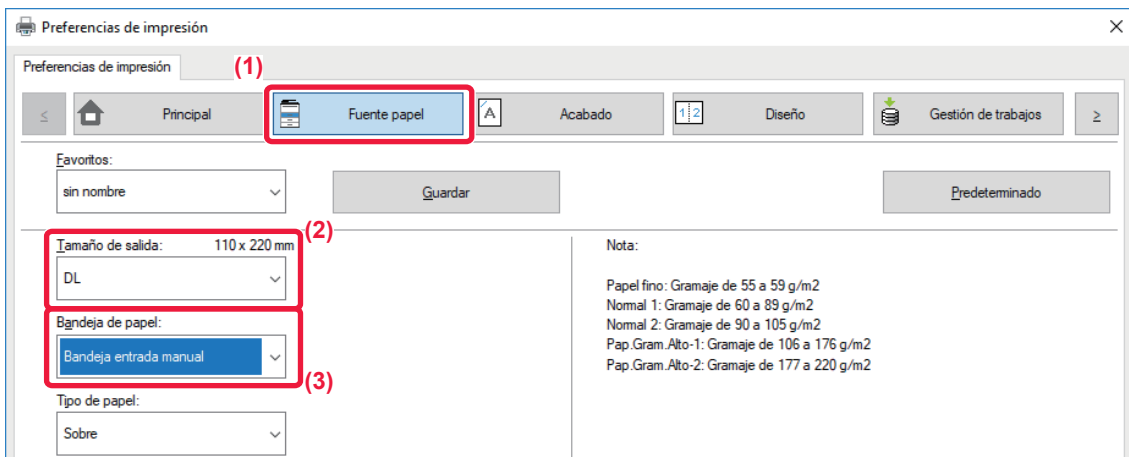 Preferencias de impresión
Preferencias de impresión
(1)
< Principal Fuente papel Acabado Diseño Gestión de trabajos >
Favoritos:
sin nombre Guardar Predeterminado
(2)
Tamaño de salida: 110 x 220 mm
DL
Bandeja de papel:
Bandeja entrada manual
(3)
Tipo de papel:
Sobre
Nota:
Papel fino: Gramaje de 55 a 59 g/m2
Normal 1: Gramaje de 60 a 89 g/m2
Normal 2: Gramaje de 90 a 105 g/m2
Pap.Gram.Alto-1: Gramaje de 106 a 176 g/m2
Pap.Gram.Alto-2: Gramaje de 177 a 220 g/m2